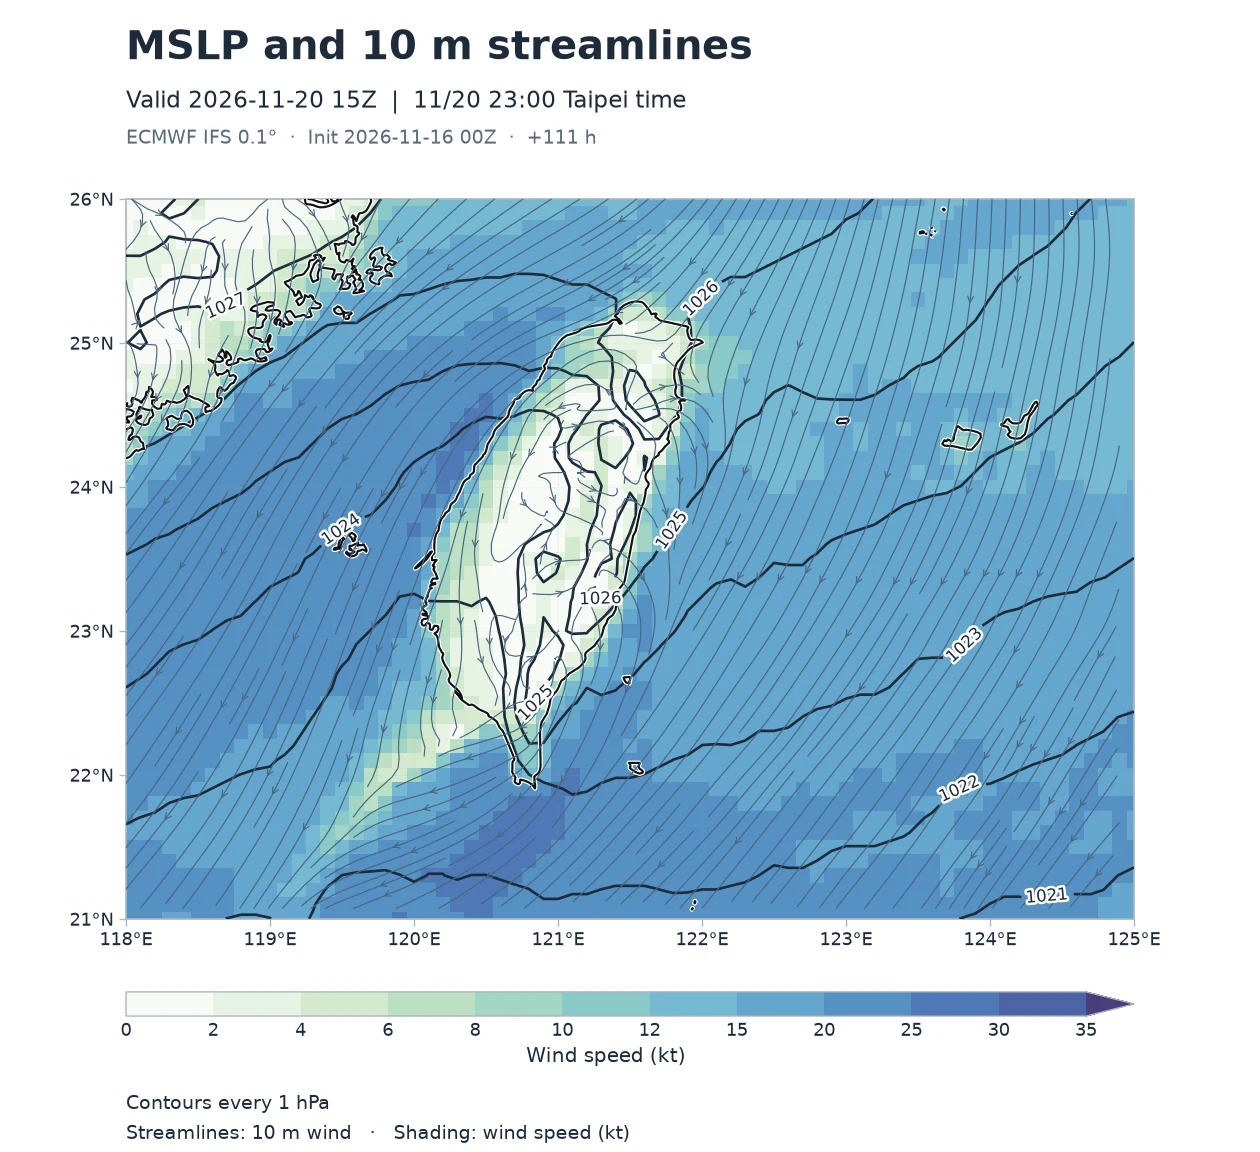 MSLP and 10 m streamlines
Valid 2026-11-20 15Z | 11/20 23:00 Taipei time
ECMWF IFS 0.1° · Init 2026-11-16 00Z · +111 h
26°N
25°N
24°N
23°N
22°N
21°N
1027
1026
1024
1025
1026
1023
1025
1022
1021
118°E 119°E 120°E 121°E 122°E 123°E 124°E 125°E
0 2 4 6 8 10 12 15 20 25 30 35
Wind speed (kt)
Contours every 1 hPa
Streamlines: 10 m wind · Shading: wind speed (kt)